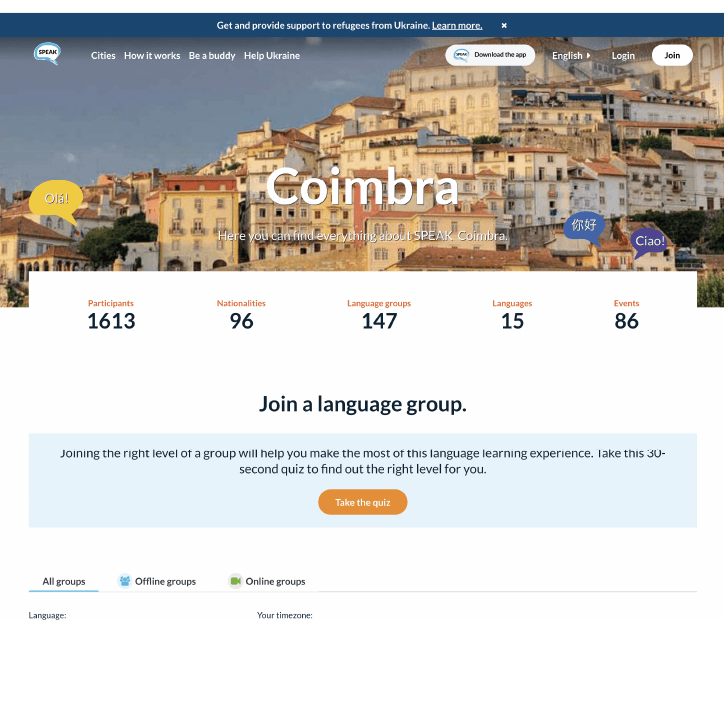 Get and provide support to refugees from Ukraine. Learn more. ✖
SPEAK
Cities How it works Be a buddy Help Ukraine
SPEAK Download the app English Login Join
Coimbra
Olá!
Here you can find everything about SPEAK Coimbra.
你好
Ciao!
Participants Nationalities Language groups Languages Events
1613 96 147 15 86
Join a language group.
Joining the right level of a group will help you make the most of this language learning experience. Take this 30-
second quiz to find out the right level for you.
Take the quiz
All groups Offline groups Online groups
Language: Your timezone: